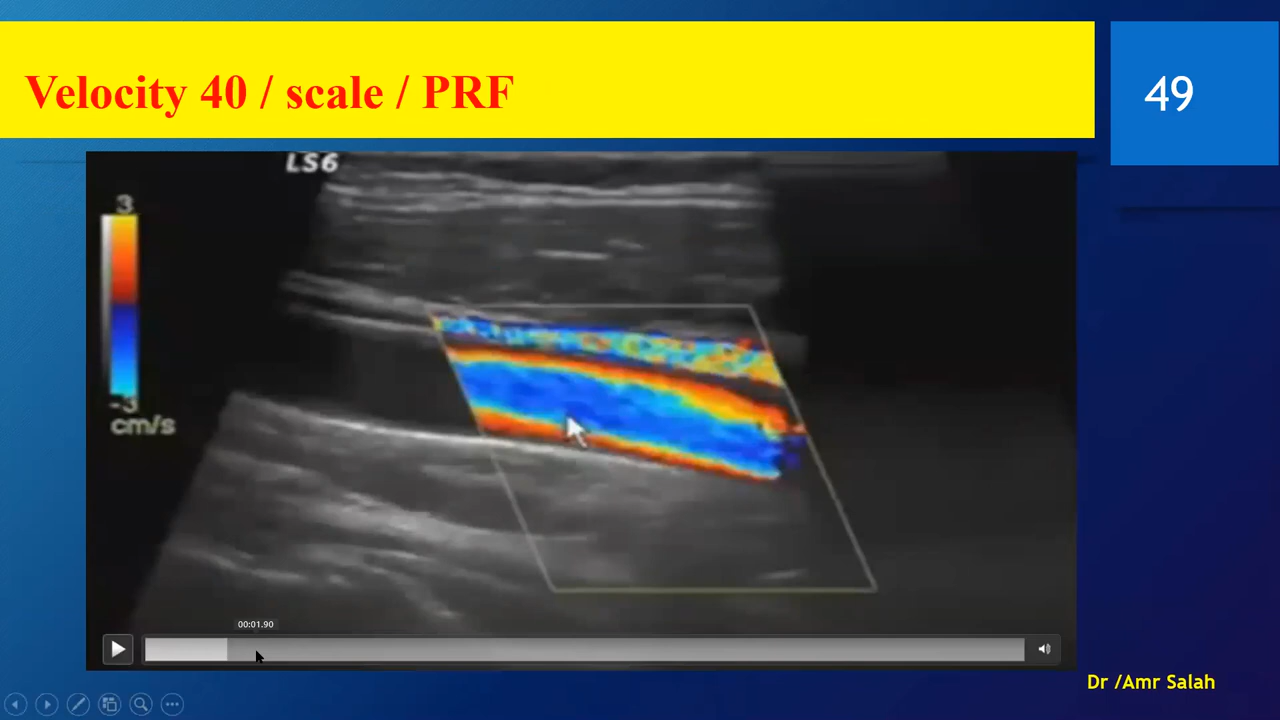 Velocity 40 / scale / PRF
49
LS6
3
-3
cm/s
00:01.90
Dr /Amr Salah